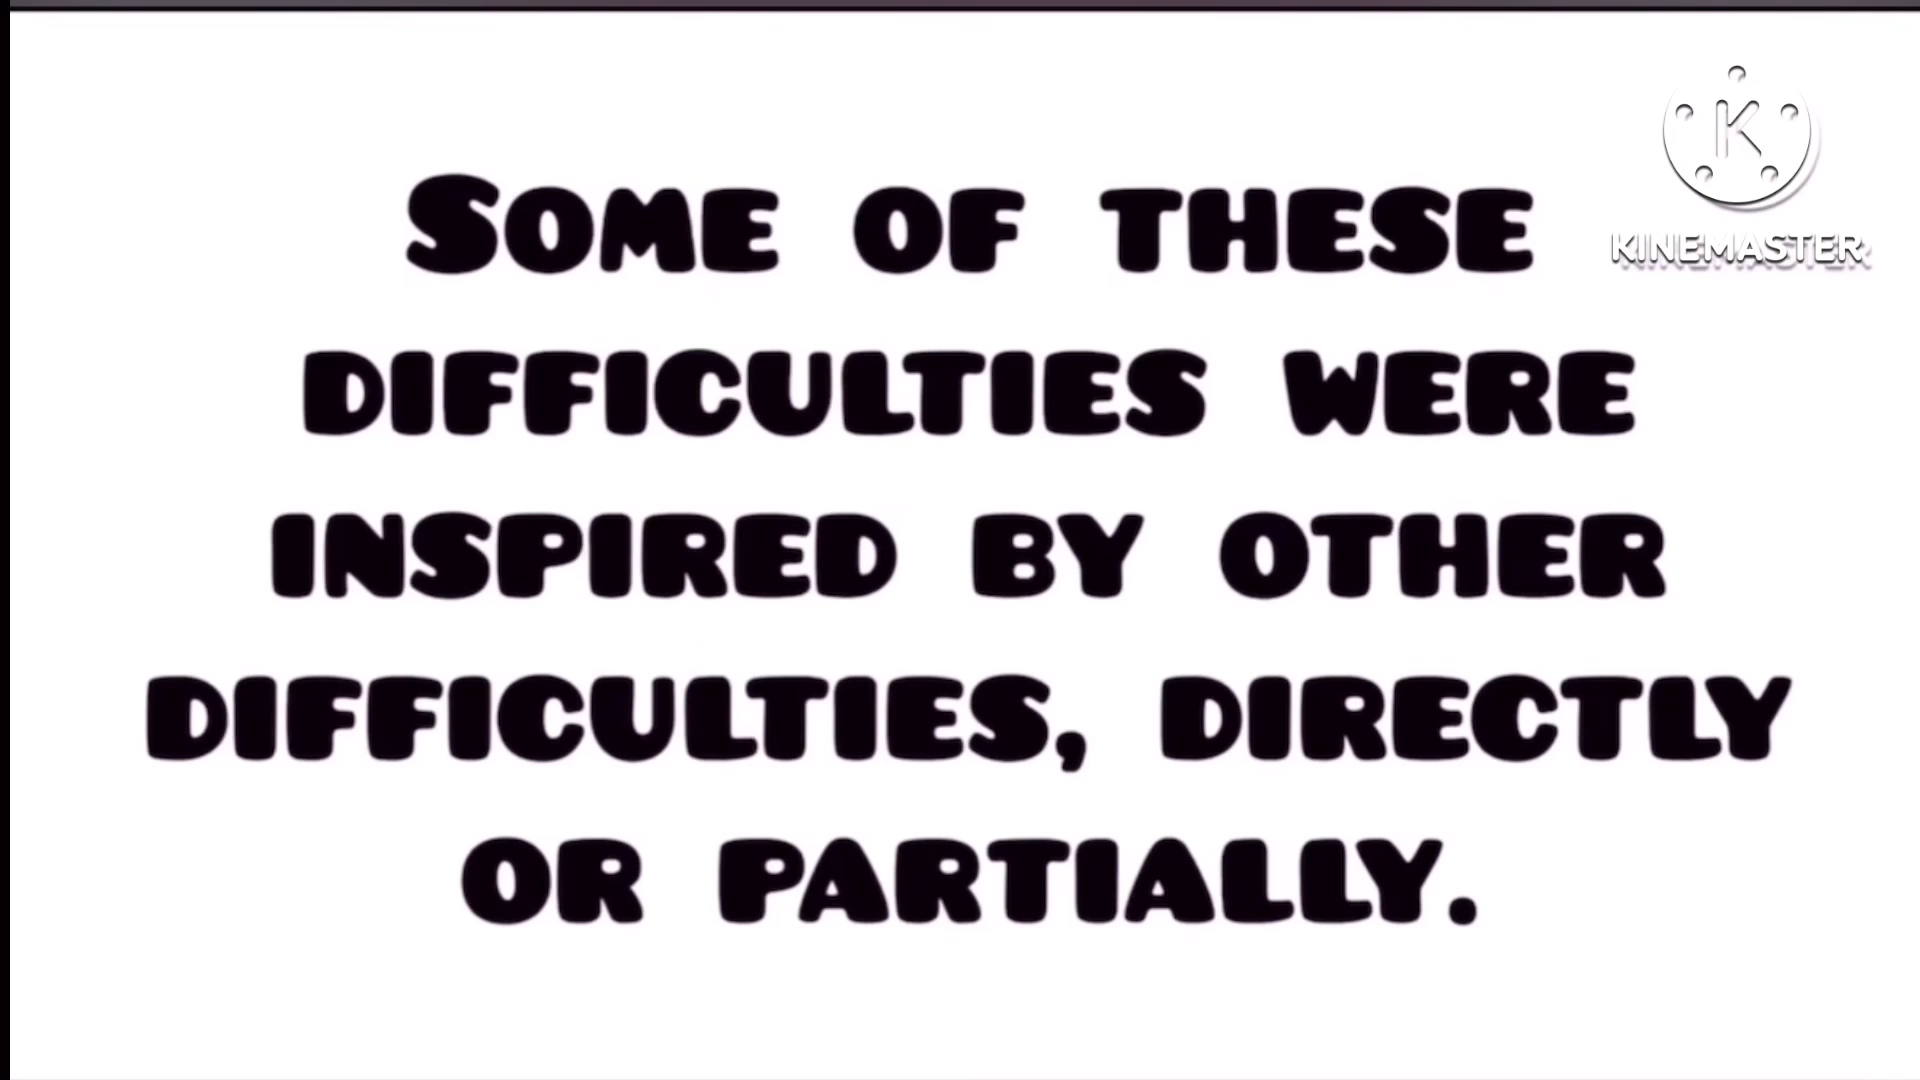 SOME OF THESE
DIFFICULTIES WERE
INSPIRED BY OTHER
DIFFICULTIES, DIRECTLY
OR PARTIALLY.
K
KINEMASTER